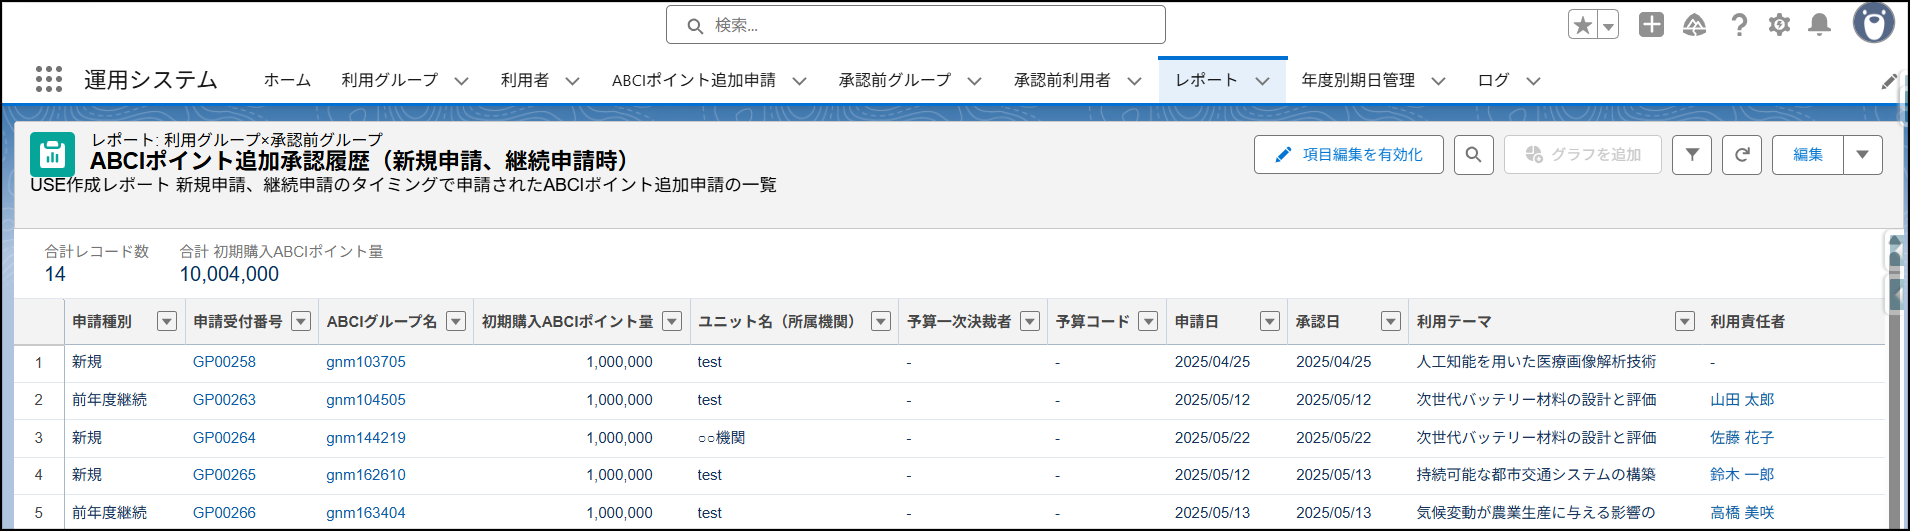 検索...
運用システム ホーム 利用グループ 利用者 ABCIポイント追加申請 承認前グループ 承認前利用者 レポート 年度別期日管理 ログ
レポート: 利用グループ×承認前グループ
ABCIポイント追加承認履歴（新規申請、継続申請時）
USE作成レポート 新規申請、継続申請のタイミングで申請されたABCIポイント追加申請の一覧
項目編集を有効化 グラフを追加 編集
合計レコード数 合計 初期購入ABCIポイント量
14 10,004,000
申請種別 申請受付番号 ABCIグループ名 初期購入ABCIポイント量 ユニット名（所属機関） 予算一次決裁者 予算コード 申請日 承認日 利用テーマ 利用責任者
1 新規 GP00258 gnm103705 1,000,000 test - - 2025/04/25 2025/04/25 人工知能を用いた医療画像解析技術 -
2 前年度継続 GP00263 gnm104505 1,000,000 test - - 2025/05/12 2025/05/12 次世代バッテリー材料の設計と評価 山田 太郎
3 新規 GP00264 gnm144219 1,000,000 ○○機関 - - 2025/05/22 2025/05/22 次世代バッテリー材料の設計と評価 佐藤 花子
4 新規 GP00265 gnm162610 1,000,000 test - - 2025/05/12 2025/05/13 持続可能な都市交通システムの構築 鈴木 一郎
5 前年度継続 GP00266 gnm163404 1,000,000 test - - 2025/05/13 2025/05/13 気候変動が農業生産に与える影響の 高橋 美咲